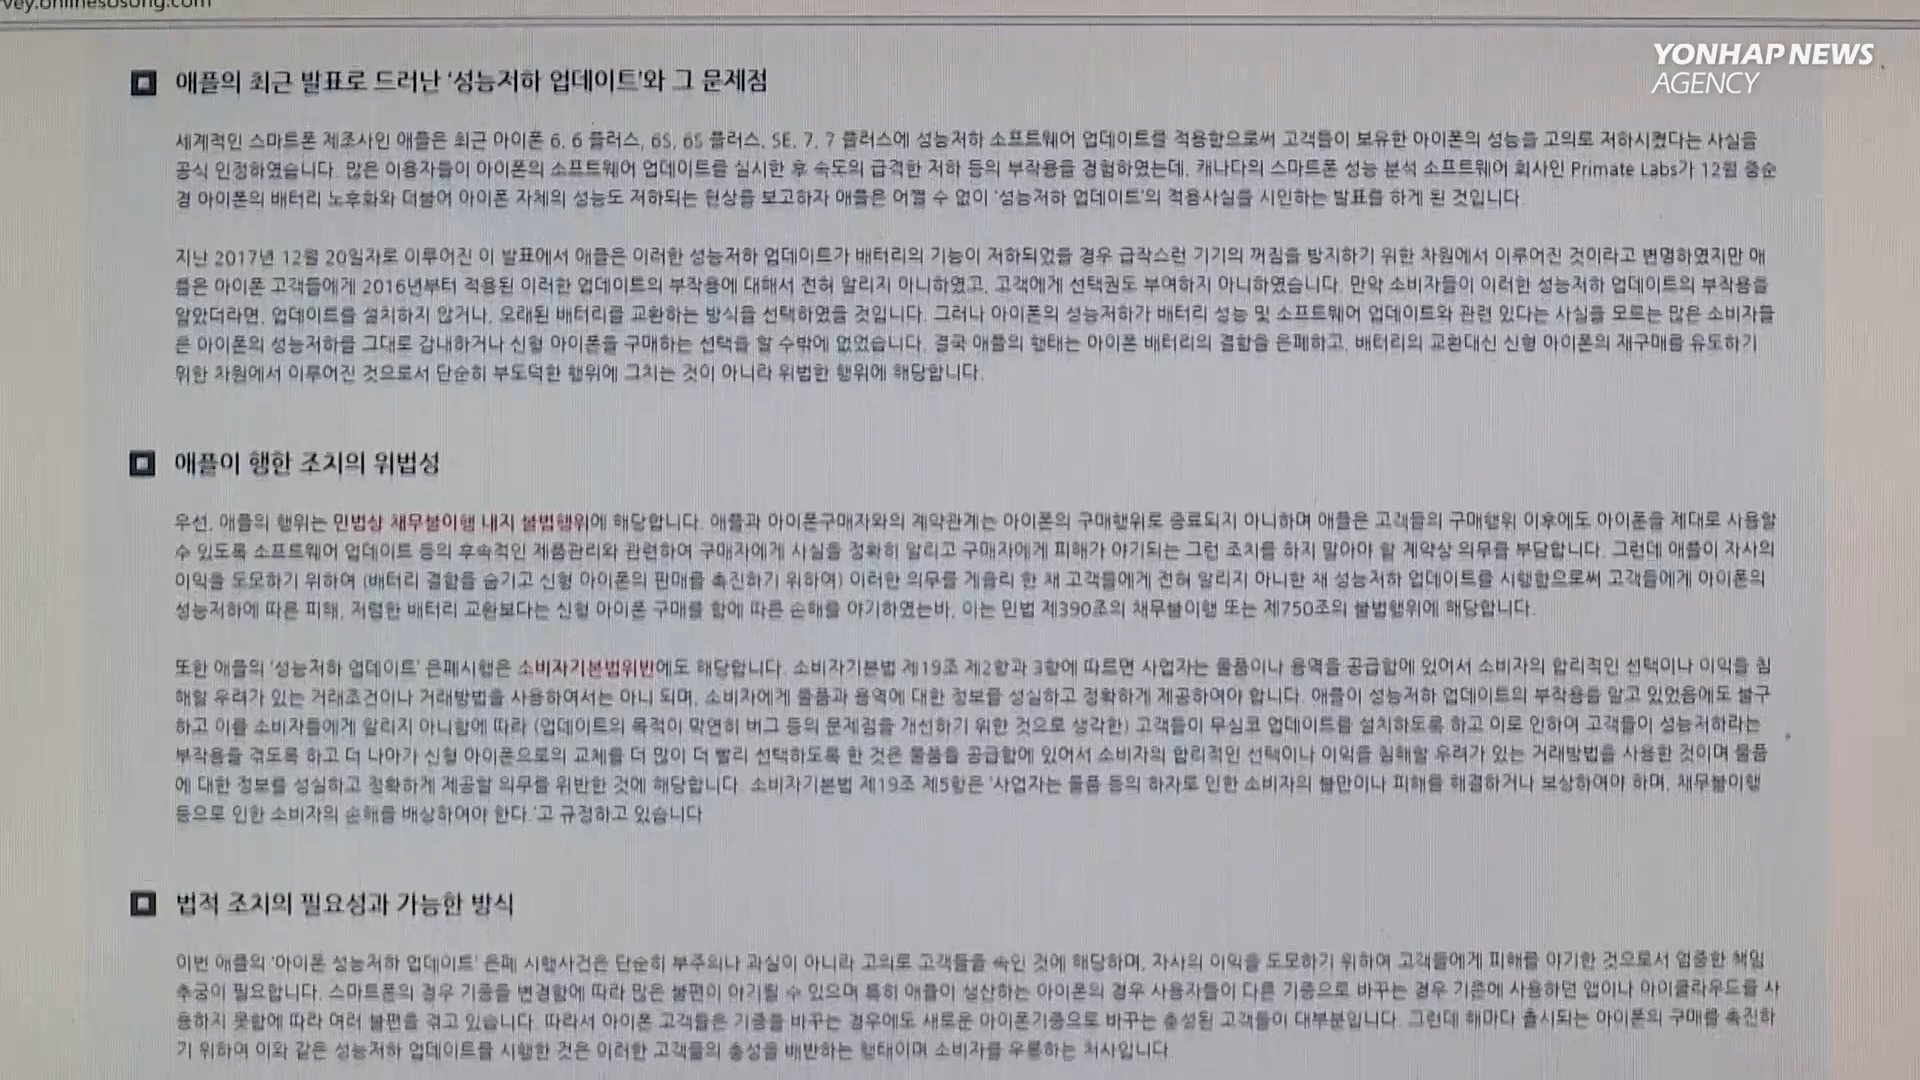 vey.onlinesosong.com
YONHAP NEWS
AGENCY
애플의 최근 발표로 드러난 '성능저하 업데이트'와 그 문제점
세계적인 스마트폰 제조사인 애플은 최근 아이폰 6, 6 플러스, 6S, 6S 플러스, SE, 7, 7 플러스에 성능저하 소프트웨어 업데이트를 적용함으로써 고객들이 보유한 아이폰의 성능을 고의로 저하시켰다는 사실을
공식 인정하였습니다. 많은 이용자들이 아이폰의 소프트웨어 업데이트를 실시한 후 속도의 급격한 저하 등의 부작용을 경험하였는데, 캐나다의 스마트폰 성능 분석 소프트웨어 회사인 Primate Labs가 12월 중순
경 아이폰의 배터리 노후화와 더불어 아이폰 자체의 성능도 저하되는 현상을 보고하자 애플은 어쩔 수 없이 '성능저하 업데이트'의 적용사실을 시인하는 발표를 하게 된 것입니다.
지난 2017년 12월 20일자로 이루어진 이 발표에서 애플은 이러한 성능저하 업데이트가 배터리의 기능이 저하되었을 경우 급작스런 기기의 꺼짐을 방지하기 위한 차원에서 이루어진 것이라고 변명하였지만 애
플은 아이폰 고객들에게 2016년부터 적용된 이러한 업데이트의 부작용에 대해서 전혀 알리지 아니하였고, 고객에게 선택권도 부여하지 아니하였습니다. 만약 소비자들이 이러한 성능저하 업데이트의 부작용을
알았더라면, 업데이트를 설치하지 않거나, 오래된 배터리를 교환하는 방식을 선택하였을 것입니다. 그러나 아이폰의 성능저하가 배터리 성능 및 소프트웨어 업데이트와 관련 있다는 사실을 모르는 많은 소비자들
은 아이폰의 성능저하를 그대로 감내하거나 신형 아이폰을 구매하는 선택을 할 수밖에 없었습니다. 결국 애플의 행태는 아이폰 배터리의 결함을 은폐하고, 배터리의 교환대신 신형 아이폰의 재구매를 유도하기
위한 차원에서 이루어진 것으로서 단순히 부도덕한 행위에 그치는 것이 아니라 위법한 행위에 해당합니다.
애플이 행한 조치의 위법성
우선, 애플의 행위는 민법상 채무불이행 내지 불법행위에 해당합니다. 애플과 아이폰구매자와의 계약관계는 아이폰의 구매행위로 종료되지 아니하며 애플은 고객들의 구매행위 이후에도 아이폰을 제대로 사용할
수 있도록 소프트웨어 업데이트 등의 후속적인 제품관리와 관련하여 구매자에게 사실을 정확히 알리고 구매자에게 피해가 야기되는 그런 조치를 하지 말아야 할 계약상 의무를 부담합니다. 그런데 애플이 자사의
이익을 도모하기 위하여 (배터리 결함을 숨기고 신형 아이폰의 판매를 촉진하기 위하여) 이러한 의무를 게을리 한 채 고객들에게 전혀 알리지 아니한 채 성능저하 업데이트를 시행함으로써 고객들에게 아이폰의
성능저하에 따른 피해, 저렴한 배터리 교환보다는 신형 아이폰 구매를 함에 따른 손해를 야기하였는바, 이는 민법 제390조의 채무불이행 또는 제750조의 불법행위에 해당합니다.
또한 애플의 '성능저하 업데이트' 은폐시행은 소비자기본법위반에도 해당합니다. 소비자기본법 제19조 제2항과 3항에 따르면 사업자는 물품이나 용역을 공급함에 있어서 소비자의 합리적인 선택이나 이익을 침
해할 우려가 있는 거래조건이나 거래방법을 사용하여서는 아니 되며, 소비자에게 물품과 용역에 대한 정보를 성실하고 정확하게 제공하여야 합니다. 애플이 성능저하 업데이트의 부작용을 알고 있었음에도 불구
하고 이를 소비자들에게 알리지 아니함에 따라 (업데이트의 목적이 막연히 버그 등의 문제점을 개선하기 위한 것으로 생각한) 고객들이 무심코 업데이트를 설치하도록 하고 이로 인하여 고객들이 성능저하라는
부작용을 겪도록 하고 더 나아가 신형 아이폰으로의 교체를 더 많이 더 빨리 선택하도록 한 것은 물품을 공급함에 있어서 소비자의 합리적인 선택이나 이익을 침해할 우려가 있는 거래방법을 사용한 것이며 물품
에 대한 정보를 성실하고 정확하게 제공할 의무를 위반한 것에 해당합니다. 소비자기본법 제19조 제5항은 '사업자는 물품 등의 하자로 인한 소비자의 불만이나 피해를 해결하거나 보상하여야 하며, 채무불이행
등으로 인한 소비자의 손해를 배상하여야 한다.'고 규정하고 있습니다
법적 조치의 필요성과 가능한 방식
이번 애플의 '아이폰 성능저하 업데이트' 은폐 시행사건은 단순히 부주의나 과실이 아니라 고의로 고객들을 속인 것에 해당하며, 자사의 이익을 도모하기 위하여 고객들에게 피해를 야기한 것으로서 엄중한 책임
추궁이 필요합니다. 스마트폰의 경우 기종을 변경함에 따라 많은 불편이 야기될 수 있으며 특히 애플이 생산하는 아이폰의 경우 사용자들이 다른 기종으로 바꾸는 경우 기존에 사용하던 앱이나 아이클라우드를 사
용하지 못함에 따라 여러 불편을 겪고 있습니다. 따라서 아이폰 고객들은 기종을 바꾸는 경우에도 새로운 아이폰기종으로 바꾸는 충성된 고객들이 대부분입니다. 그런데 해마다 출시되는 아이폰의 구매를 촉진하
기 위하여 이와 같은 성능저하 업데이트를 시행한 것은 이러한 고객들의 충성을 배반하는 행태이며 소비자를 우롱하는 처사입니다.